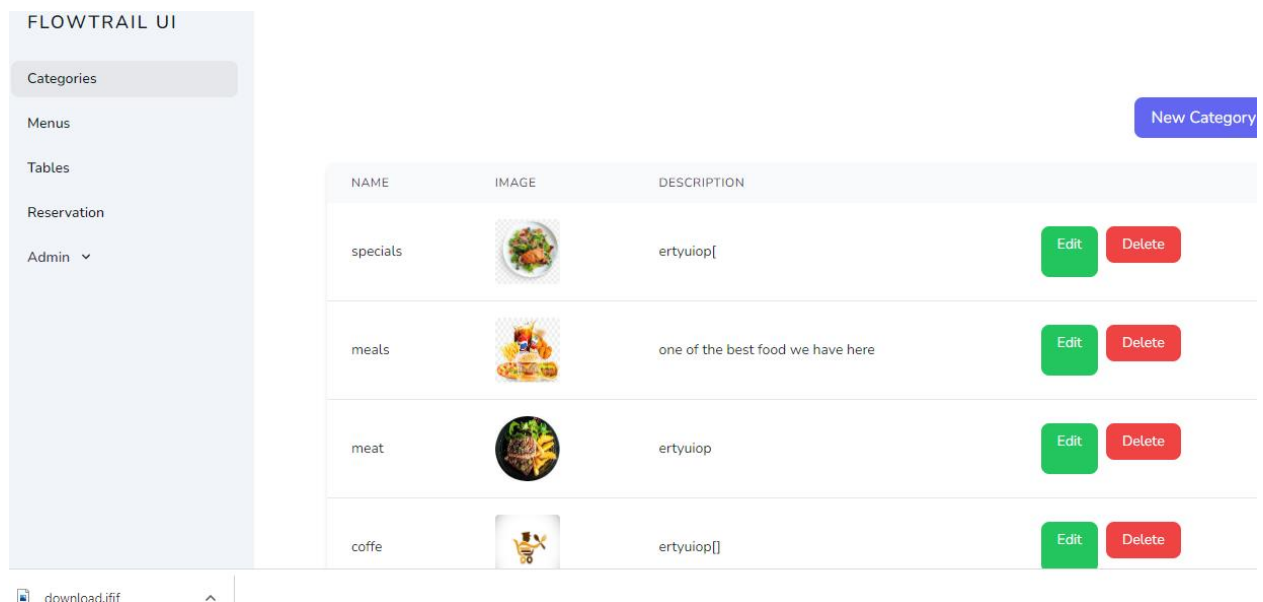 FLOWTRAIL UI
Categories
Menus
Tables
Reservation
Admin
New Category
NAME IMAGE DESCRIPTION
specials ertyuiop[ Edit Delete
meals one of the best food we have here Edit Delete
meat ertyuiop Edit Delete
coffe ertyuiop[] Edit Delete
download.jfif